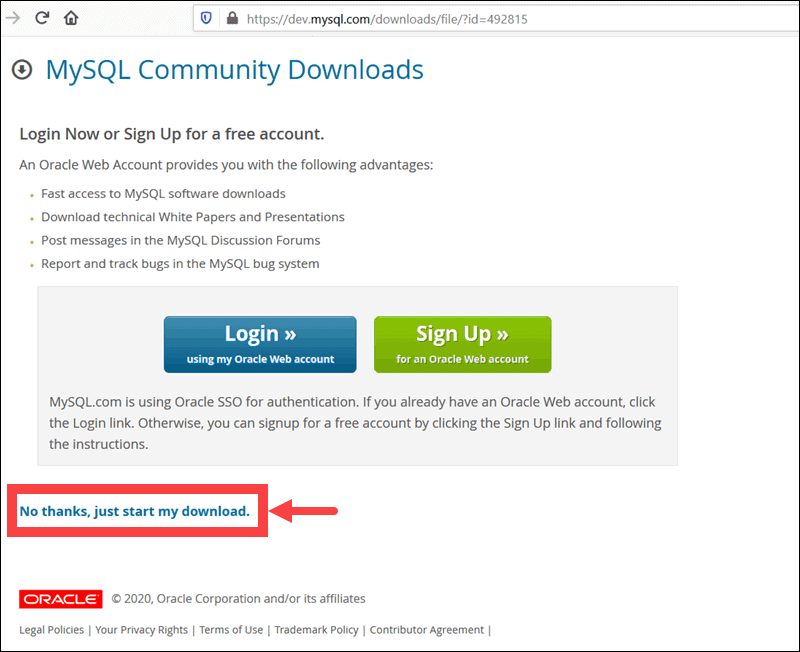 https://dev.mysql.com/downloads/file/?id=492815
MySQL Community Downloads
Login Now or Sign Up for a free account.
An Oracle Web Account provides you with the following advantages:
Fast access to MySQL software downloads
Download technical White Papers and Presentations
Post messages in the MySQL Discussion Forums
Report and track bugs in the MySQL bug system
Login »
using my Oracle Web account
Sign Up »
for an Oracle Web account
MySQL.com is using Oracle SSO for authentication. If you already have an Oracle Web account, click
the Login link. Otherwise, you can signup for a free account by clicking the Sign Up link and following
the instructions.
No thanks, just start my download.
ORACLE © 2020, Oracle Corporation and/or its affiliates
Legal Policies | Your Privacy Rights | Terms of Use | Trademark Policy | Contributor Agreement |